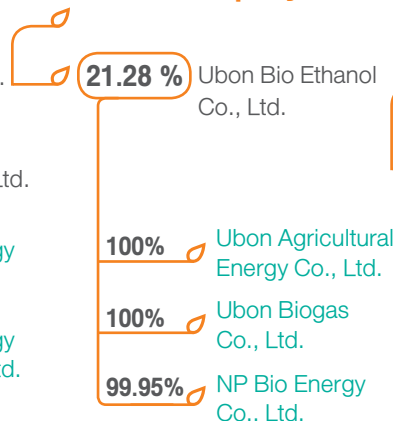 21.28 % Ubon Bio Ethanol
Co., Ltd.
Ltd.
100% Ubon Agricultural
Energy Co., Ltd.
100% Ubon Biogas
Co., Ltd.
99.95% NP Bio Energy
Co., Ltd.